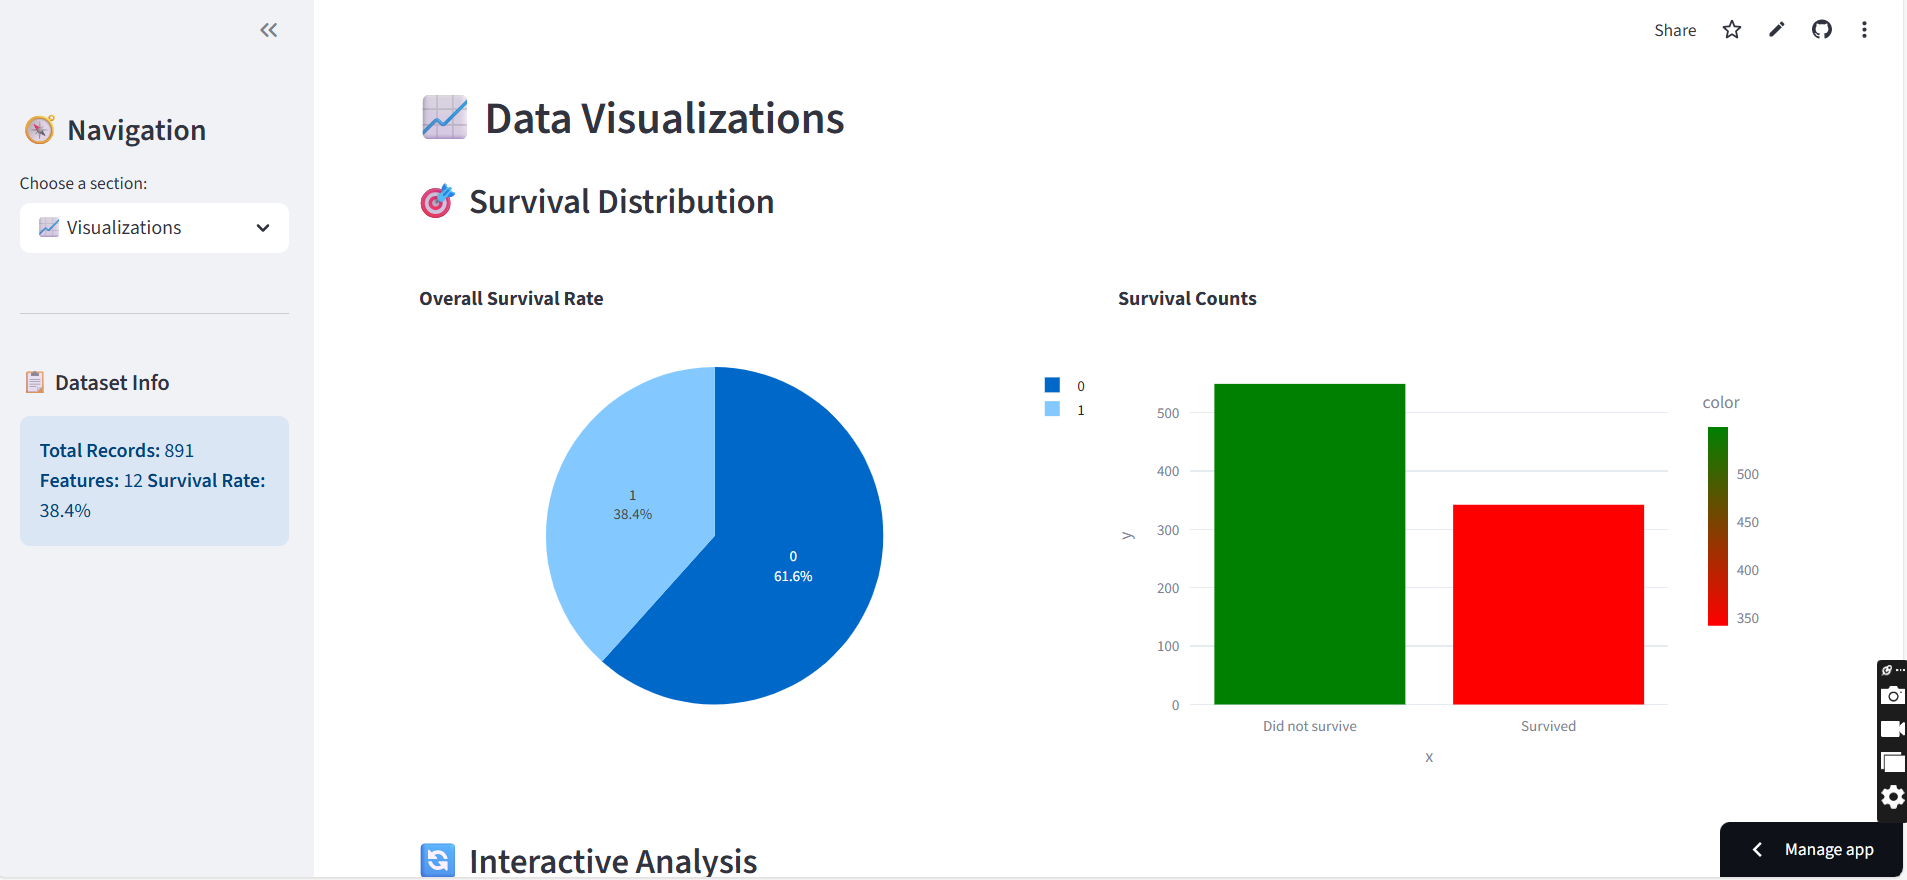 Share
Navigation
Choose a section:
Visualizations
Dataset Info
Total Records: 891
Features: 12 Survival Rate:
38.4%
Data Visualizations
Survival Distribution
Overall Survival Rate
0
1
1
38.4%
0
61.6%
Survival Counts
500
400
300
200
100
0
y
Did not survive
Survived
x
color
500
450
400
350
Interactive Analysis
Manage app